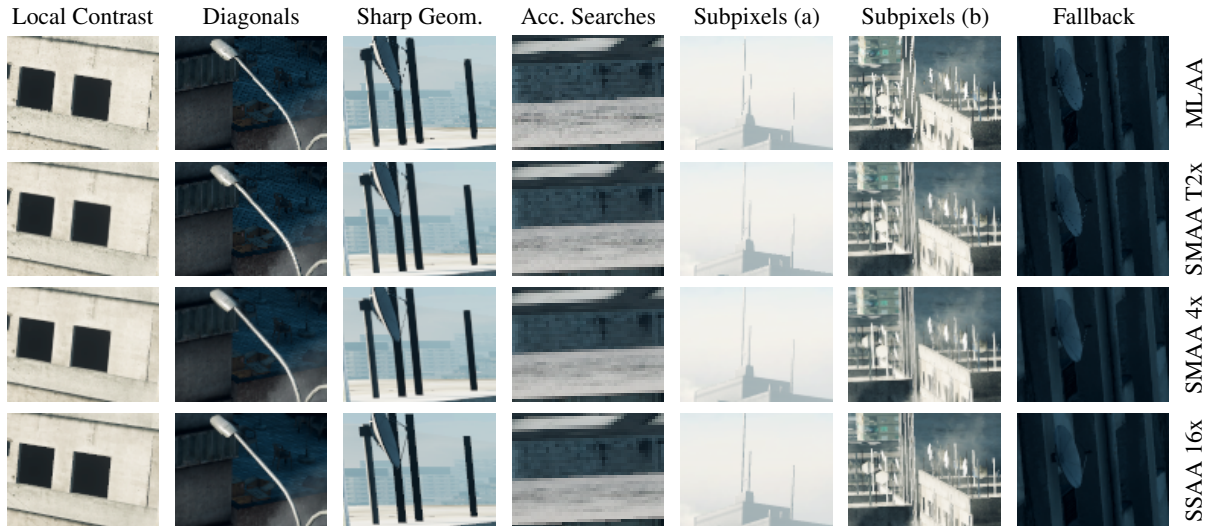 Local Contrast
Diagonals
Sharp Geom.
Acc. Searches
Subpixels (a)
Subpixels (b)
Fallback
MLAA
SMAA T2x
SMAA 4x
SSAA 16x